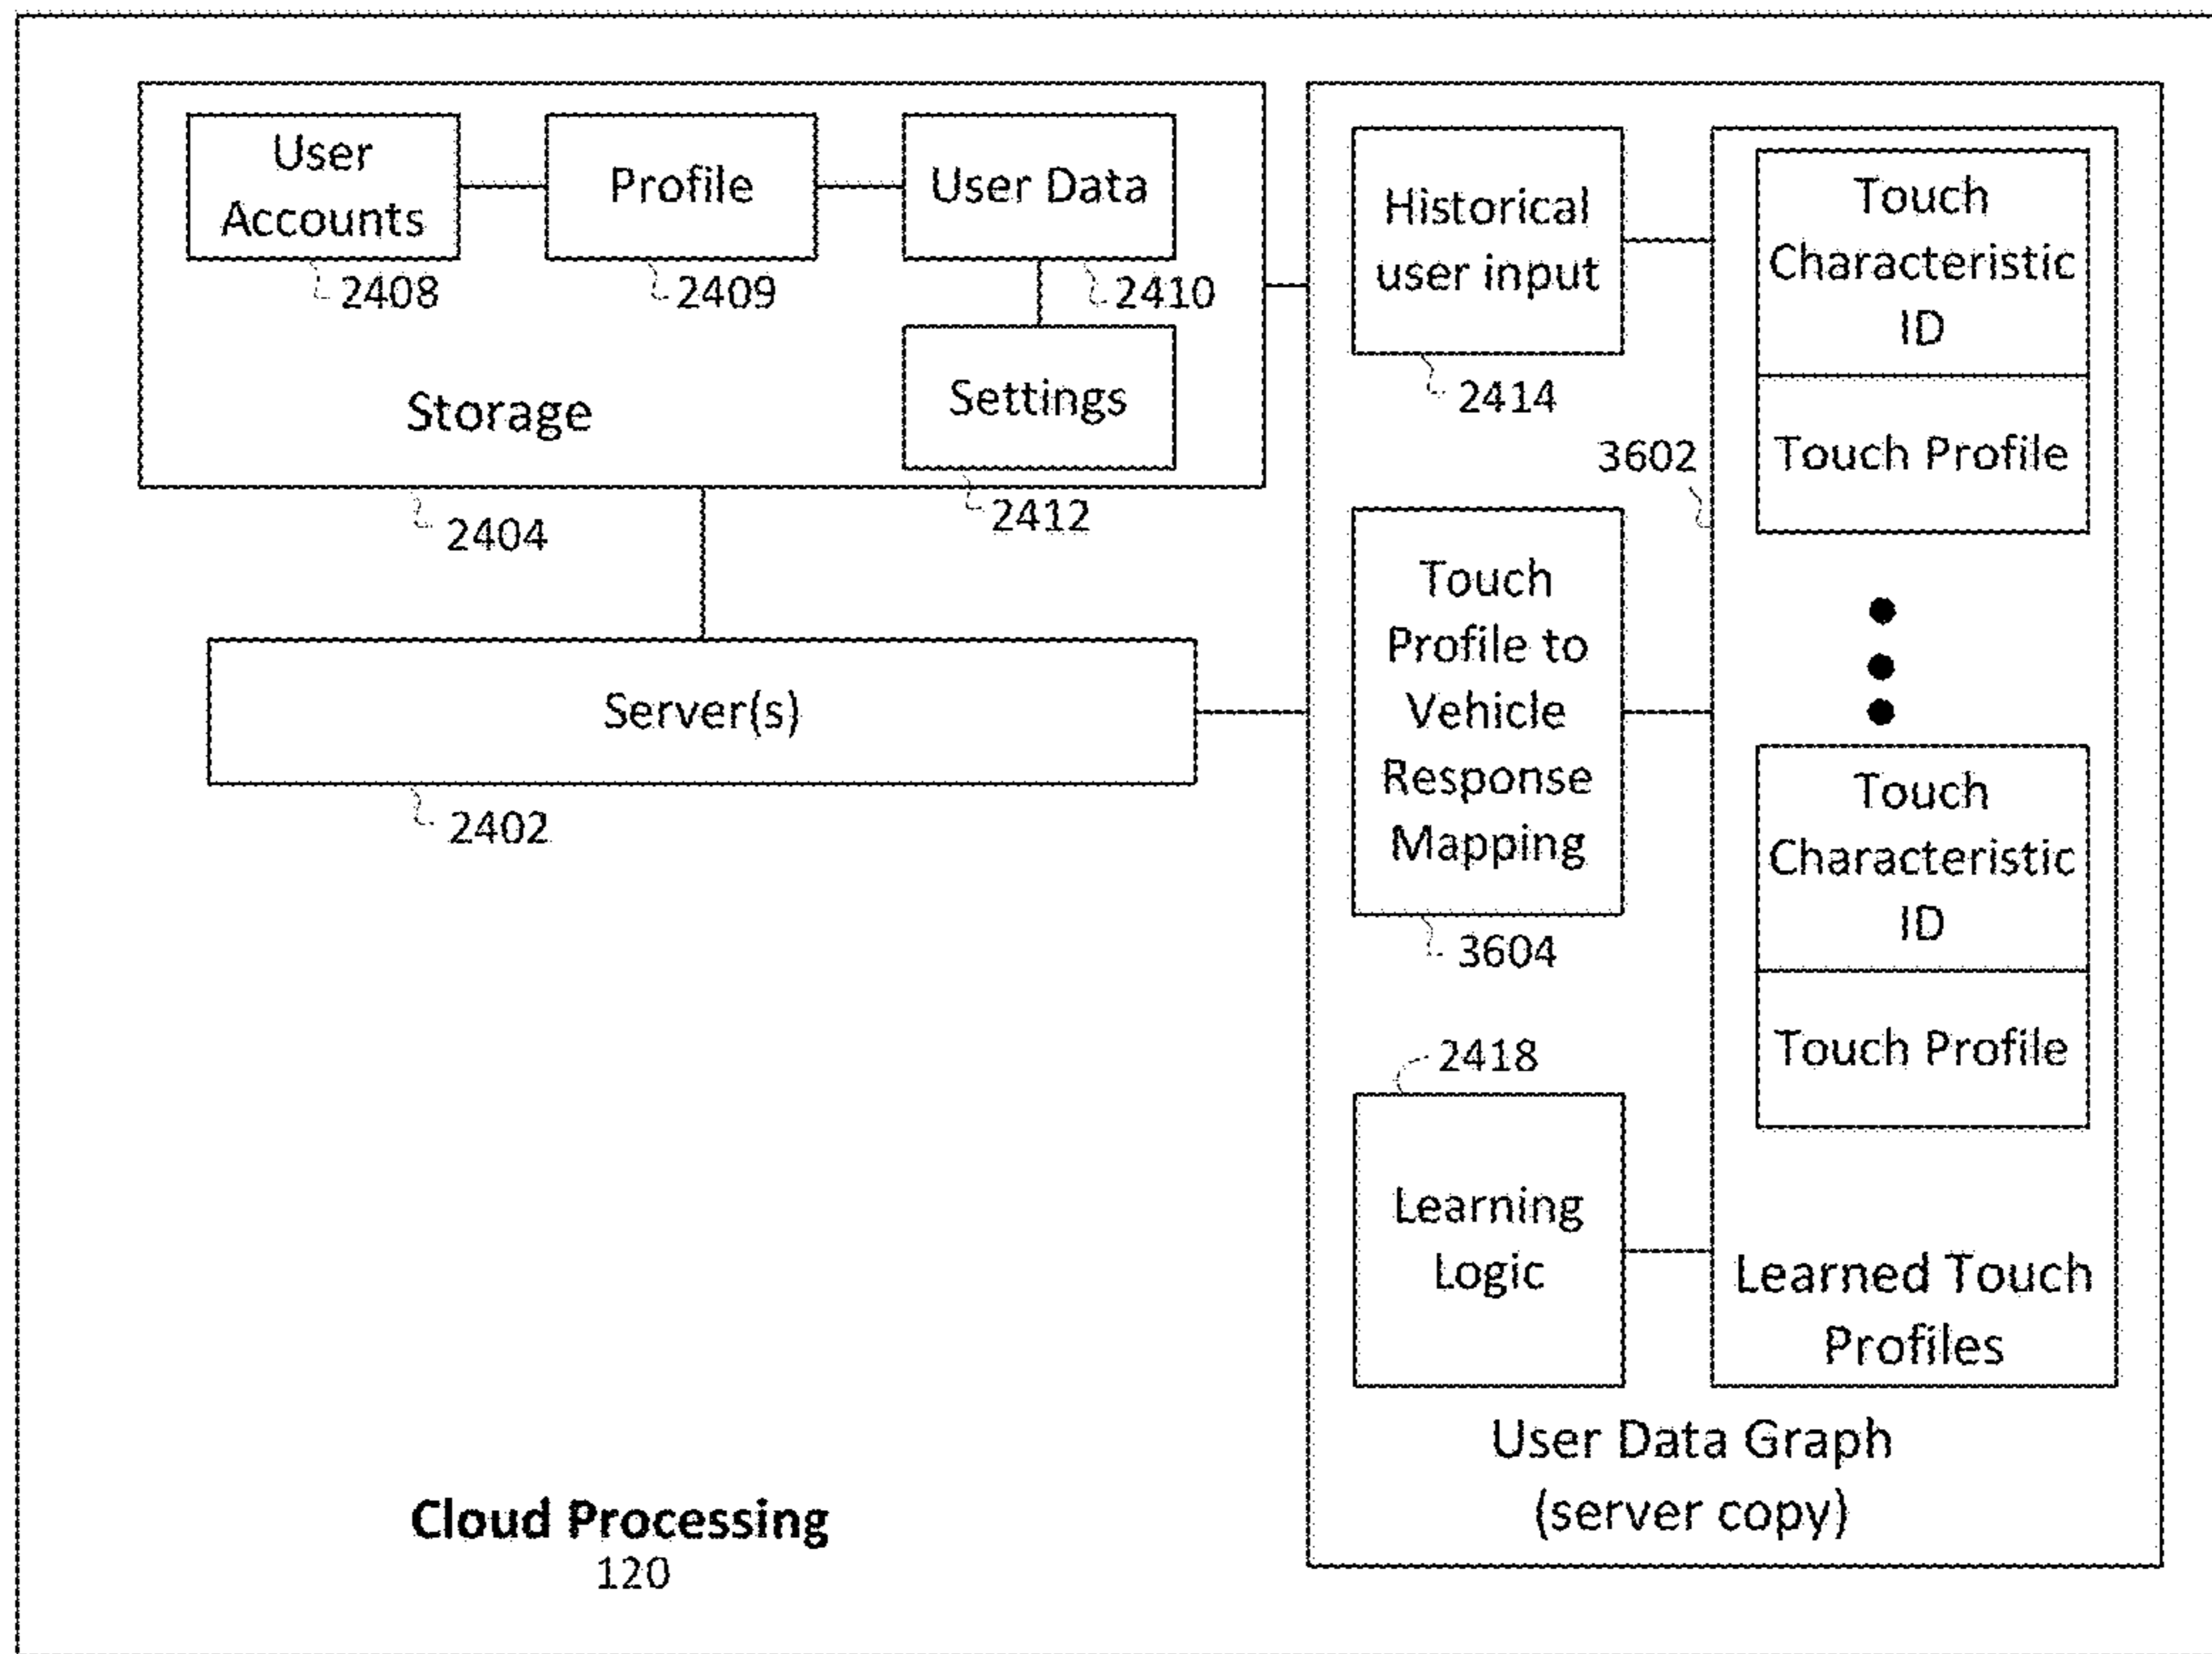 User
Accounts
2408
Profile
2409
User Data
2410
Settings
2412
Storage
2404
Server(s)
2402
Historical
user input
2414
Touch
Profile to
Vehicle
Response
Mapping
3604
2418
Learning
Logic
3602
Touch
Characteristic
ID
Touch Profile
Touch
Characteristic
ID
Touch Profile
Learned Touch
Profiles
User Data Graph
(server copy)
Cloud Processing
120